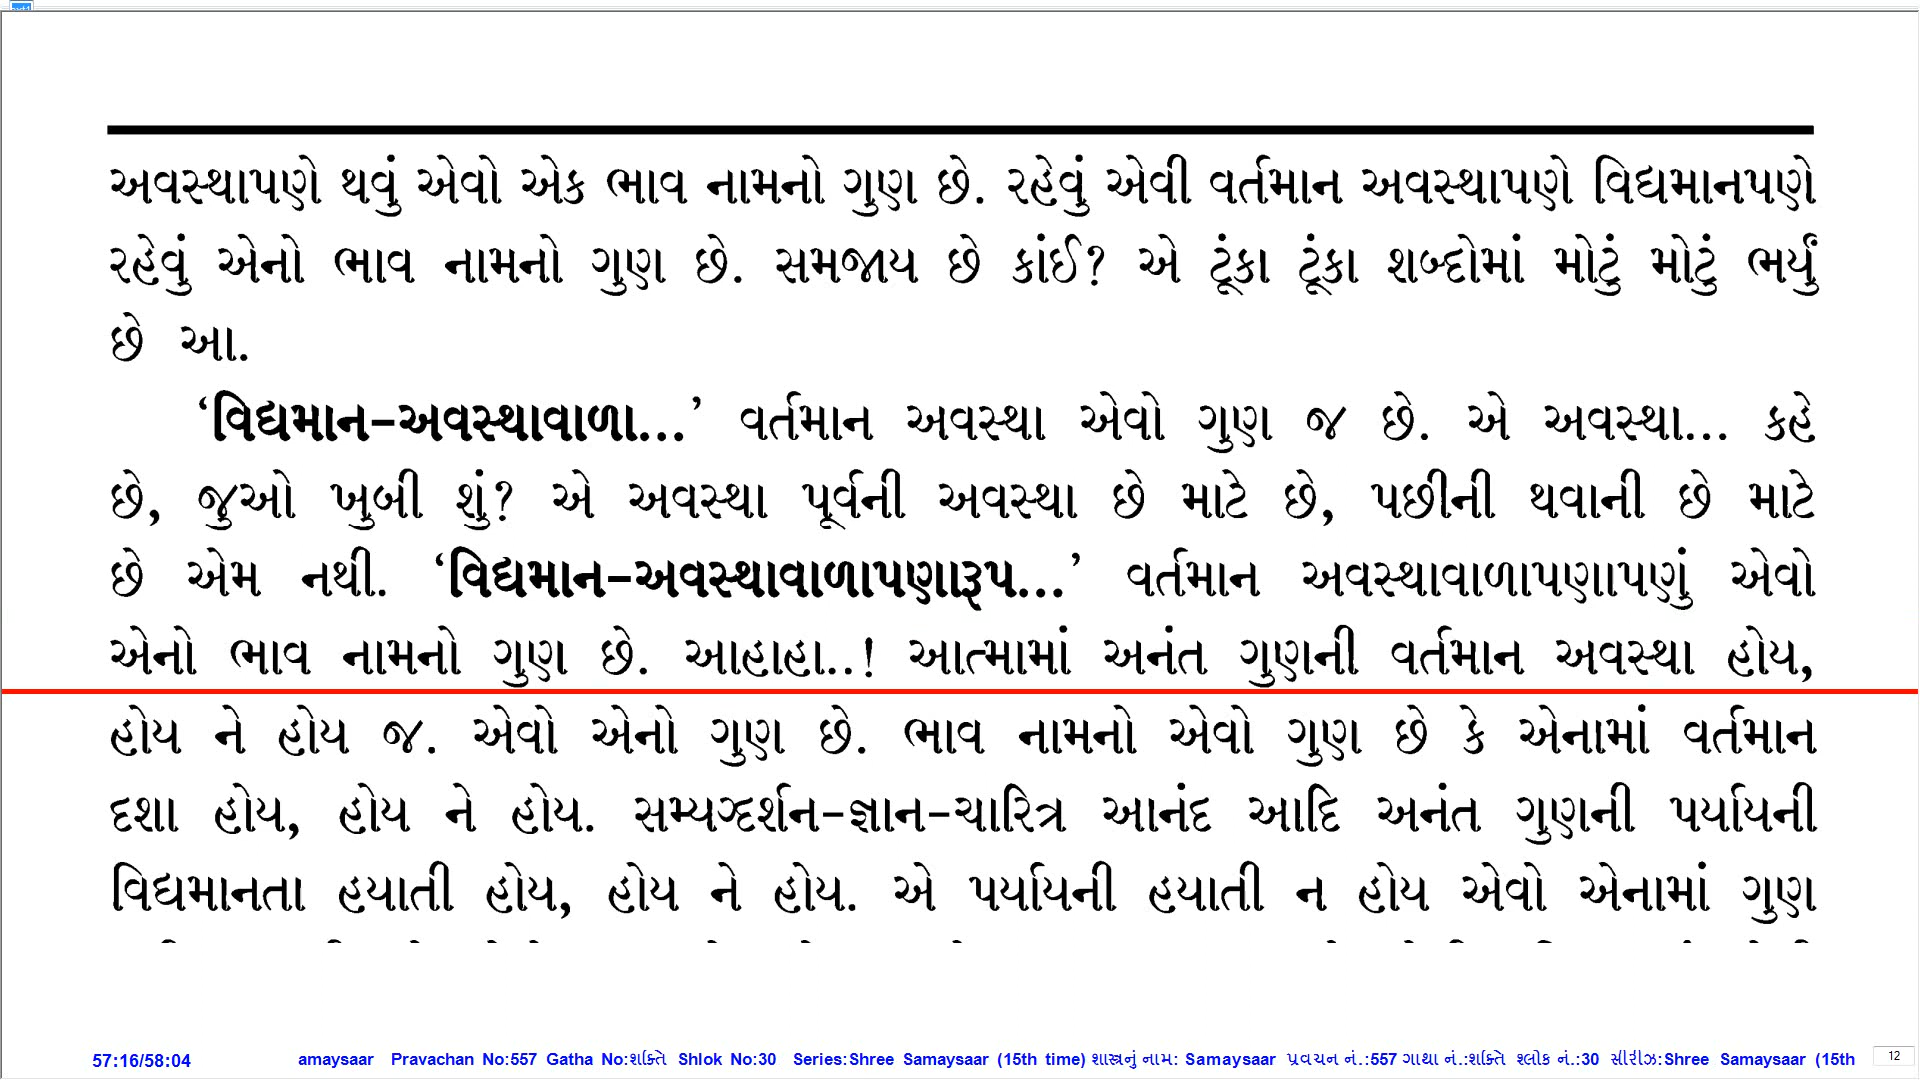 અવસ્થાપણે થવું એવો એક ભાવ નામનો ગુણ છે. રહેવું એવી વર્તમાન અવસ્થાપણે વિદ્યમાનપણે
રહેવું એનો ભાવ નામનો ગુણ છે. સમજાય છે કાંઈ? એ ટૂંકા ટૂંકા શબ્દોમાં મોટું મોટું ભર્યું
છે આ.
‘વિદ્યમાન-અવસ્થાવાળા...’ વર્તમાન અવસ્થા એવો ગુણ જ છે. એ અવસ્થા... કહે
છે, જુઓ ખુબી શું? એ અવસ્થા પૂર્વની અવસ્થા છે માટે છે, પછીની થવાની છે માટે
છે એમ નથી. ‘વિદ્યમાન-અવસ્થાવાળાપણારૂપ...’ વર્તમાન અવસ્થાવાળાપણાપણું એવો
એનો ભાવ નામનો ગુણ છે. આહાહા..! આત્મામાં અનંત ગુણની વર્તમાન અવસ્થા હોય,
હોય ને હોય જ. એવો એનો ગુણ છે. ભાવ નામનો એવો ગુણ છે કે એનામાં વર્તમાન
દશા હોય, હોય ને હોય. સમ્યગ્દર્શન-જ્ઞાન-ચારિત્ર આનંદ આદિ અનંત ગુણની પર્યાયની
વિદ્યમાનતા હયાતી હોય, હોય ને હોય. એ પર્યાયની હયાતી ન હોય એવો એનામાં ગુણ
57:16/58:04 amaysaar Pravachan No:557 Gatha No:શક્તિ Shlok No:30 Series:Shree Samaysaar (15th time) શાસ્ત્રનું નામ: Samaysaar પ્રવચન નં.:557 ગાથા નં.:શક્તિ શ્લોક નં.:30 સીરીઝ:Shree Samaysaar (15th 12